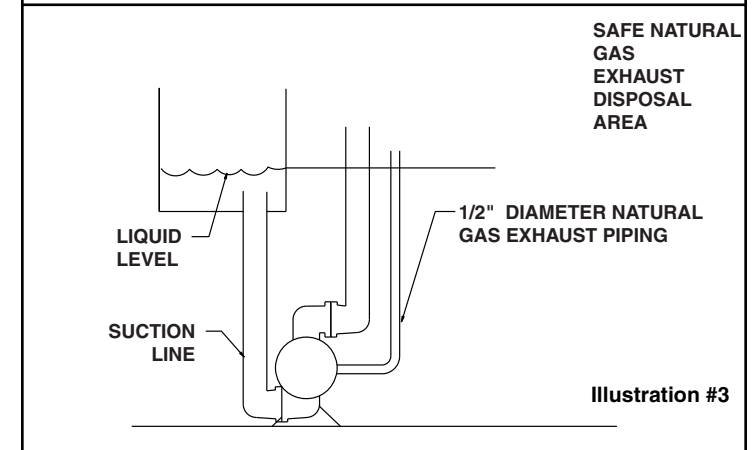 SAFE NATURAL
GAS
EXHAUST
DISPOSAL
AREA
1/2" DIAMETER NATURAL
GAS EXHAUST PIPING
LIQUID
LEVEL
SUCTION
LINE
Illustration #3